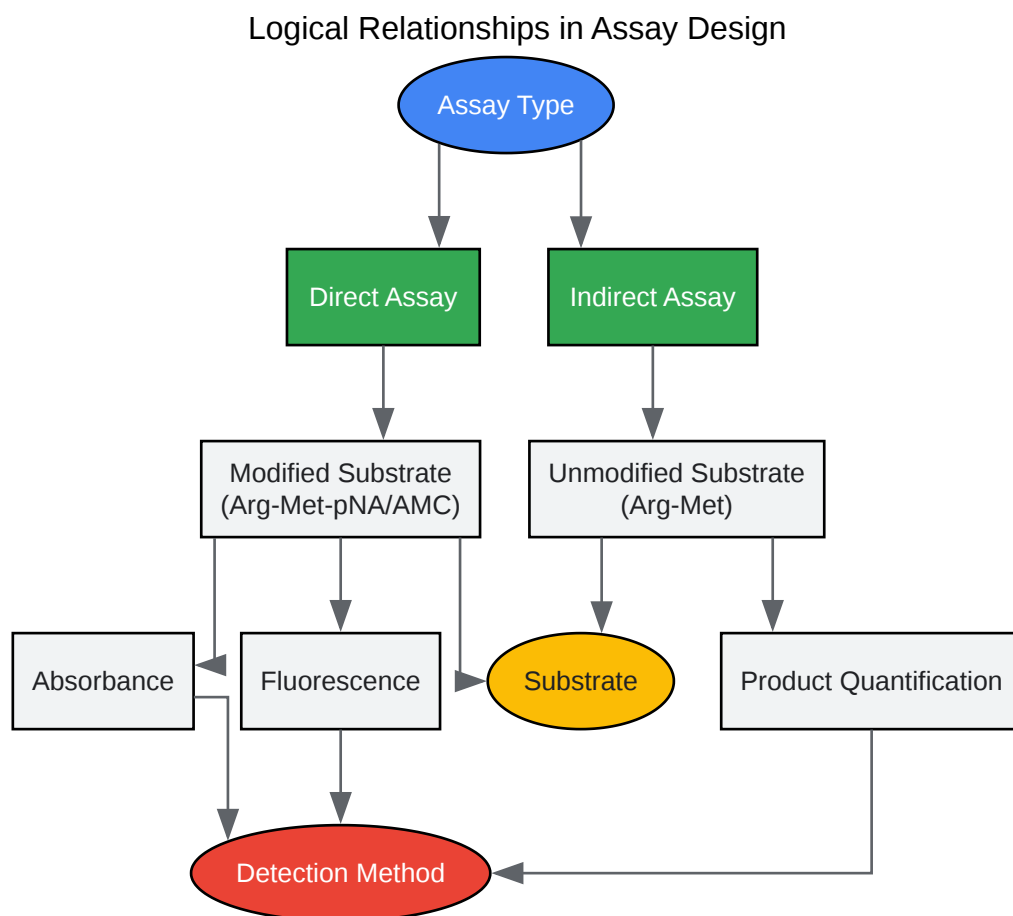 Logical Relationships in Assay Design
Assay Type
Direct Assay
Indirect Assay
Modified Substrate
(Arg-Met-pNA/AMC)
Unmodified Substrate
(Arg-Met)
Absorbance
Fluorescence
Substrate
Product Quantification
Detection Method